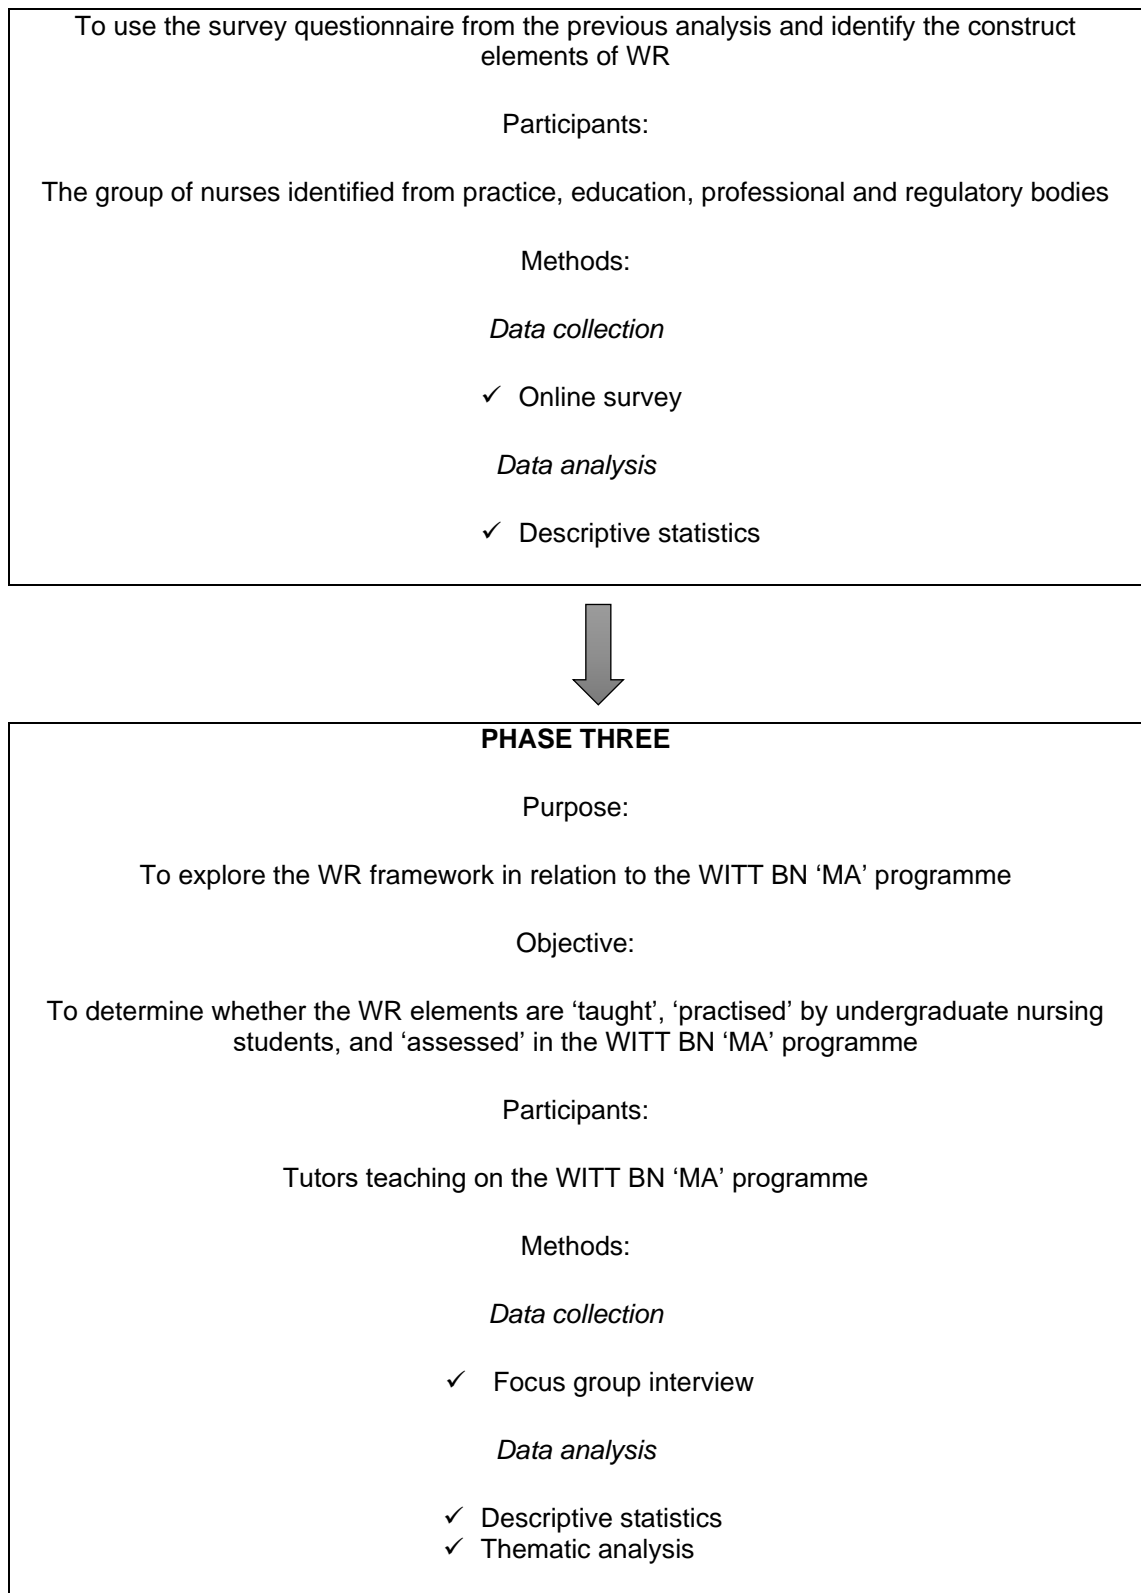 To use the survey questionnaire from the previous analysis and identify the construct
elements of WR
Participants:
The group of nurses identified from practice, education, professional and regulatory bodies
Methods:
Data collection
✓ Online survey
Data analysis
✓ Descriptive statistics
PHASE THREE
Purpose:
To explore the WR framework in relation to the WITT BN ‘MA’ programme
Objective:
To determine whether the WR elements are ‘taught’, ‘practised’ by undergraduate nursing
students, and ‘assessed’ in the WITT BN ‘MA’ programme
Participants:
Tutors teaching on the WITT BN ‘MA’ programme
Methods:
Data collection
✓ Focus group interview
Data analysis
✓ Descriptive statistics
✓ Thematic analysis